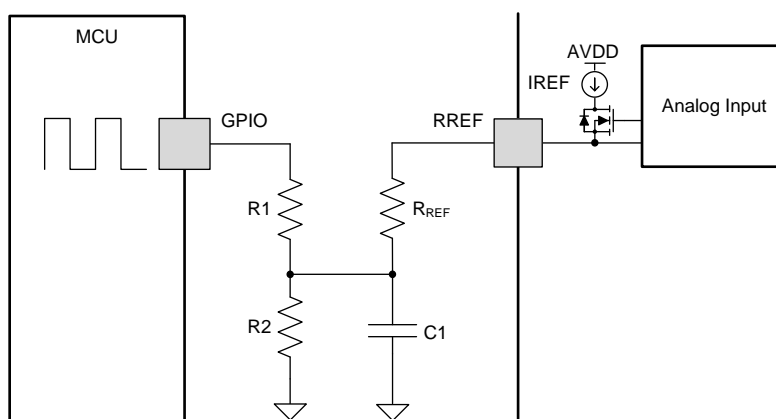 MCU
AVDD
IREF
Analog Input
GPIO
RREF
R1
RREF
R2
C1